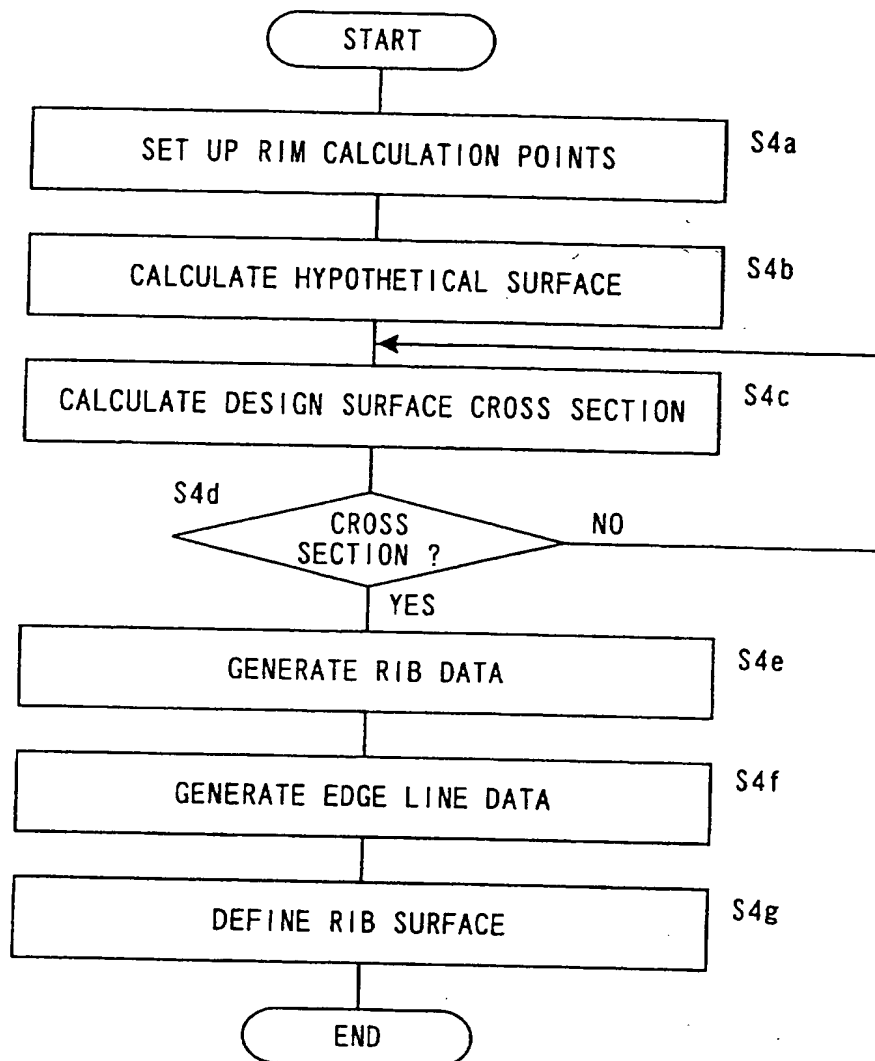 START
SET UP RIM CALCULATION POINTS
S4a
CALCULATE HYPOTHETICAL SURFACE
S4b
CALCULATE DESIGN SURFACE CROSS SECTION
S4c
S4d
CROSS
SECTION ?
NO
YES
GENERATE RIB DATA
S4e
GENERATE EDGE LINE DATA
S4f
DEFINE RIB SURFACE
S4g
END